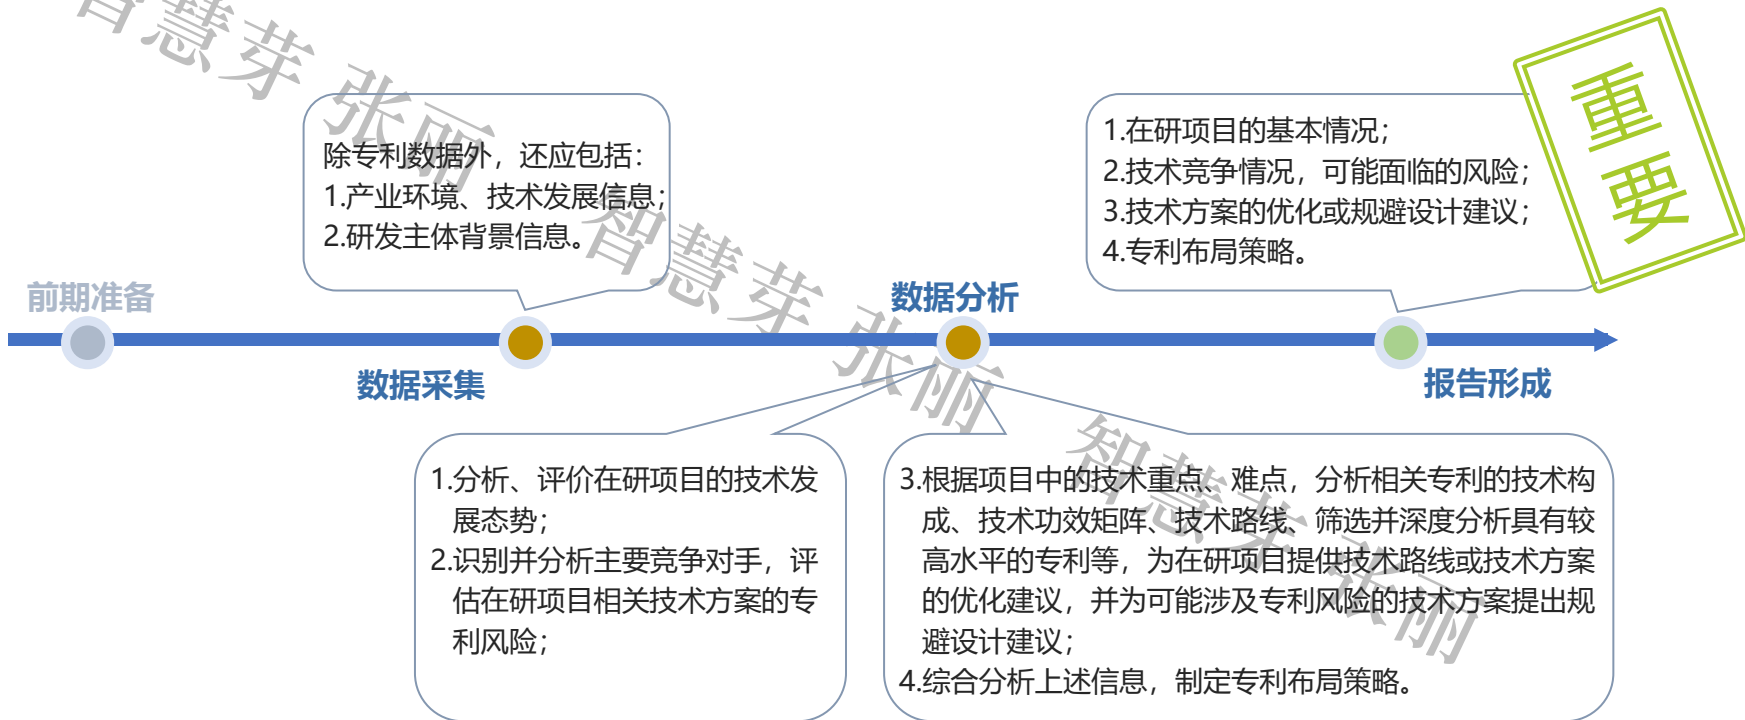 智慧芽 张丽
重
要
除专利数据外，还应包括：
1.产业环境、技术发展信息；
2.研发主体背景信息。
1.在研项目的基本情况；
2.技术竞争情况，可能面临的风险；
3.技术方案的优化或规避设计建议；
4.专利布局策略。
智慧芽 张丽
前期准备
数据分析
数据采集
报告形成
1.分析、评价在研项目的技术发
展态势；
2.识别并分析主要竞争对手，评
估在研项目相关技术方案的专
利风险；
3.根据项目中的技术重点、难点，分析相关专利的技术构
成、技术功效矩阵、技术路线、筛选并深度分析具有较
高水平的专利等，为在研项目提供技术路线或技术方案
的优化建议，并为可能涉及专利风险的技术方案提出规
避设计建议；
4.综合分析上述信息，制定专利布局策略。
智慧芽 张丽